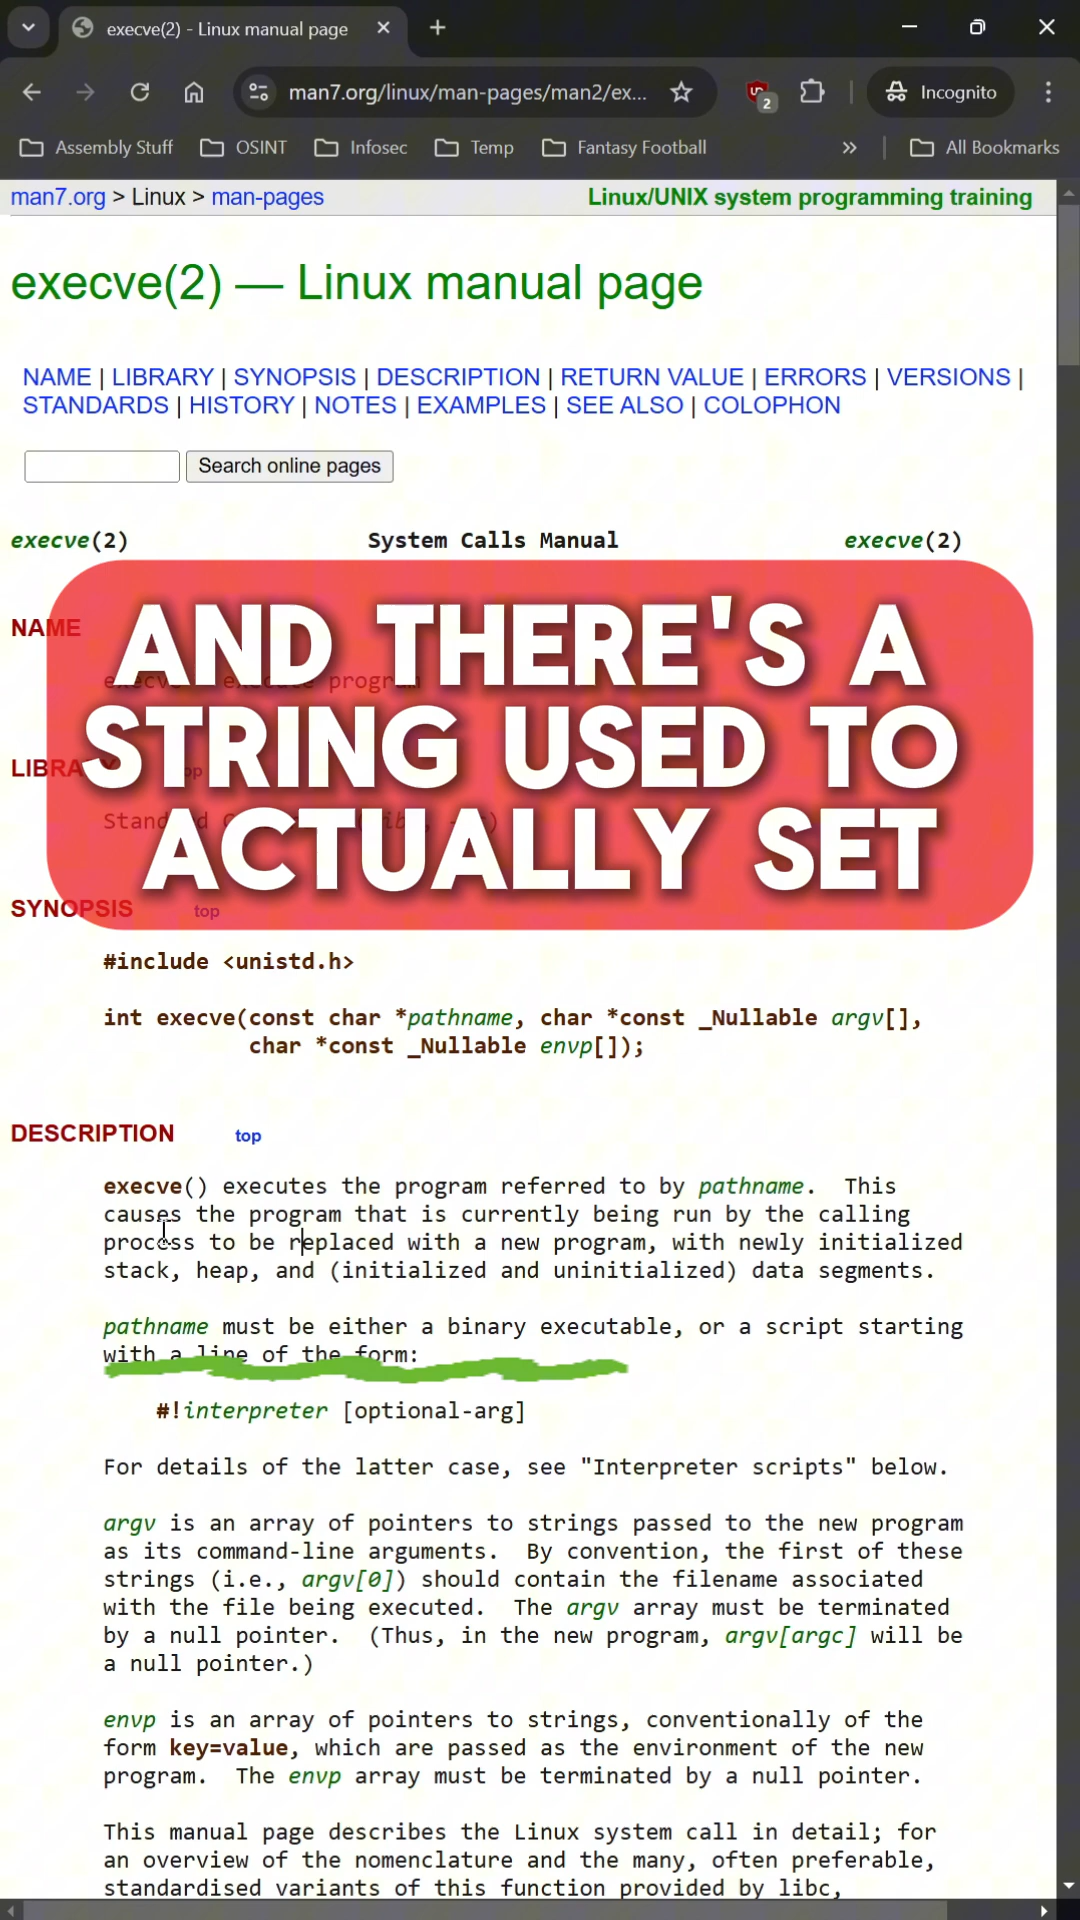 execve(2) - Linux manual page
man7.org/linux/man-pages/man2/ex...
2
Incognito
Assembly Stuff
OSINT
Infosec
Temp
Fantasy Football
»
All Bookmarks
man7.org > Linux > man-pages
Linux/UNIX system programming training
execve(2) — Linux manual page
NAME | LIBRARY | SYNOPSIS | DESCRIPTION | RETURN VALUE | ERRORS | VERSIONS |
STANDARDS | HISTORY | NOTES | EXAMPLES | SEE ALSO | COLOPHON
Search online pages
execve(2) System Calls Manual execve(2)
AND THERE'S A
STRING USED TO
ACTUALLY SET
NAME
program
SYNOPSIS top
#include <unistd.h>
int execve(const char *pathname, char *const _Nullable argv[],
char *const _Nullable envp[]);
DESCRIPTION top
execve() executes the program referred to by pathname. This
causes the program that is currently being run by the calling
process to be replaced with a new program, with newly initialized
stack, heap, and (initialized and uninitialized) data segments.
pathname must be either a binary executable, or a script starting
with a line of the form:
#!interpreter [optional-arg]
For details of the latter case, see "Interpreter scripts" below.
argv is an array of pointers to strings passed to the new program
as its command-line arguments. By convention, the first of these
strings (i.e., argv[0]) should contain the filename associated
with the file being executed. The argv array must be terminated
by a null pointer. (Thus, in the new program, argv[argc] will be
a null pointer.)
envp is an array of pointers to strings, conventionally of the
form key=value, which are passed as the environment of the new
program. The envp array must be terminated by a null pointer.
This manual page describes the Linux system call in detail; for
an overview of the nomenclature and the many, often preferable,
standardised variants of this function provided by libc,